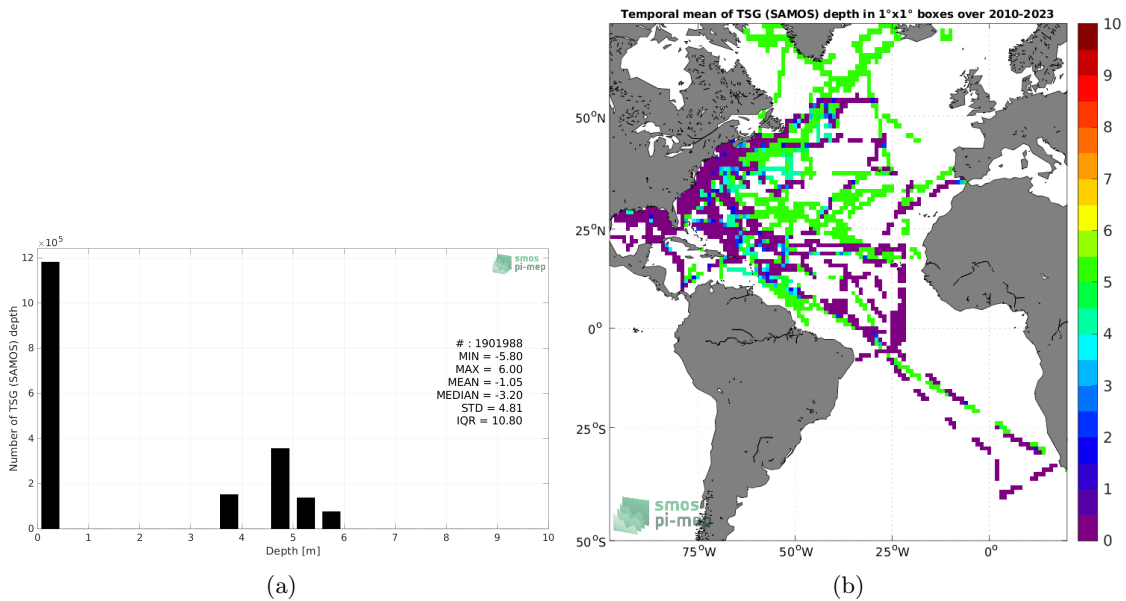 Temporal mean of TSG (SAMOS) depth in 1°x1° boxes over 2010-2023
×10⁵
12
10
8
6
4
2
0
Number of TSG (SAMOS) depth
smos
pi-mep
# : 1901988
MIN = -5.80
MAX = 6.00
MEAN = -1.05
MEDIAN = -3.20
STD = 4.81
IQR = 10.80
0 1 2 3 4 5 6 7 8 9 10
Depth [m]
(a)
50°N
25°N
0°
25°S
50°S
75°W 50°W 25°W 0°
smos
pi-mep
10
9
8
7
6
5
4
3
2
1
0
(b)